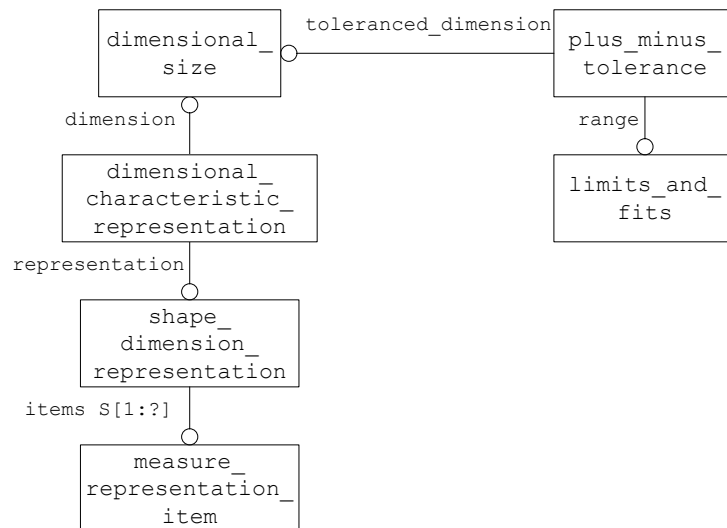 dimensional_
size
toleranced_dimension
plus_minus_
tolerance
dimension
range
dimensional_
characteristic_
representation
limits_and_
fits
representation
shape_
dimension_
representation
items S[1:?]
measure_
representation_
item